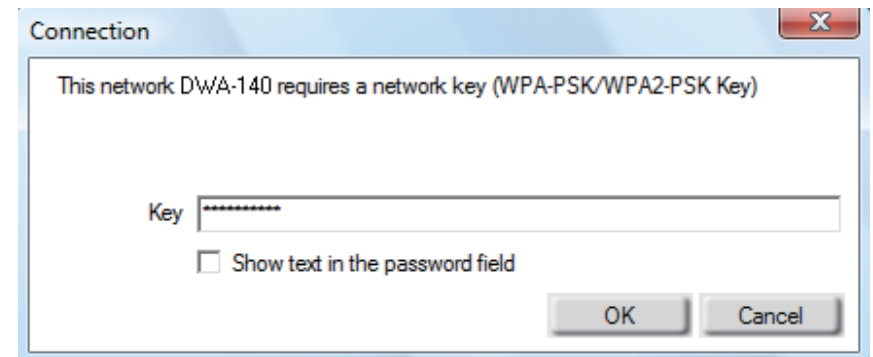 Connection
This network DWA-140 requires a network key (WPA-PSK/WPA2-PSK Key)
Key **********
Show text in the password field
OK Cancel